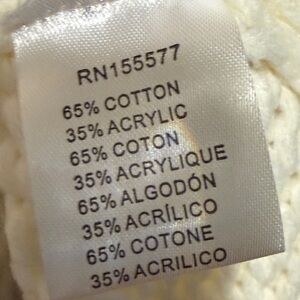 RN155577
65% COTTON
35% ACRYLIC
65% COTON
35% ACRYLIQUE
65% ALGODÓN
35% ACRÍLICO
65% COTONE
35% ACRILICO